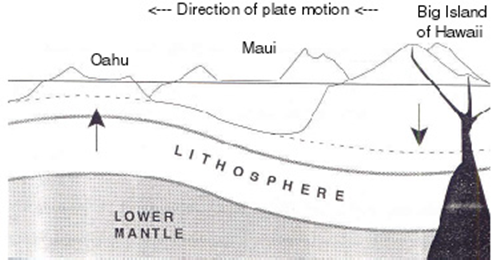 <--- Direction of plate motion <---
Big Island
of Hawaii
Oahu
Maui
LITHOSPHERE
LOWER
MANTLE